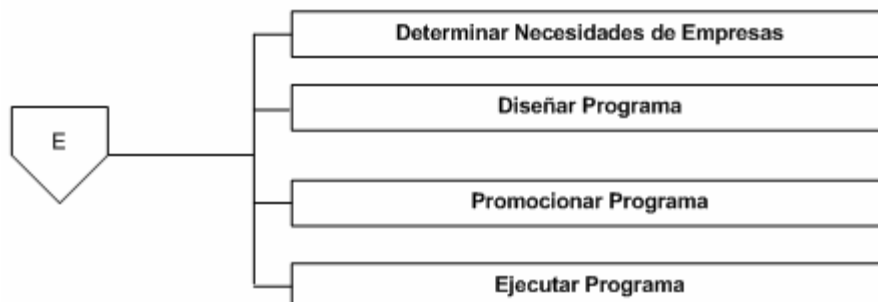 Determinar Necesidades de Empresas
Diseñar Programa
E
Promocionar Programa
Ejecutar Programa